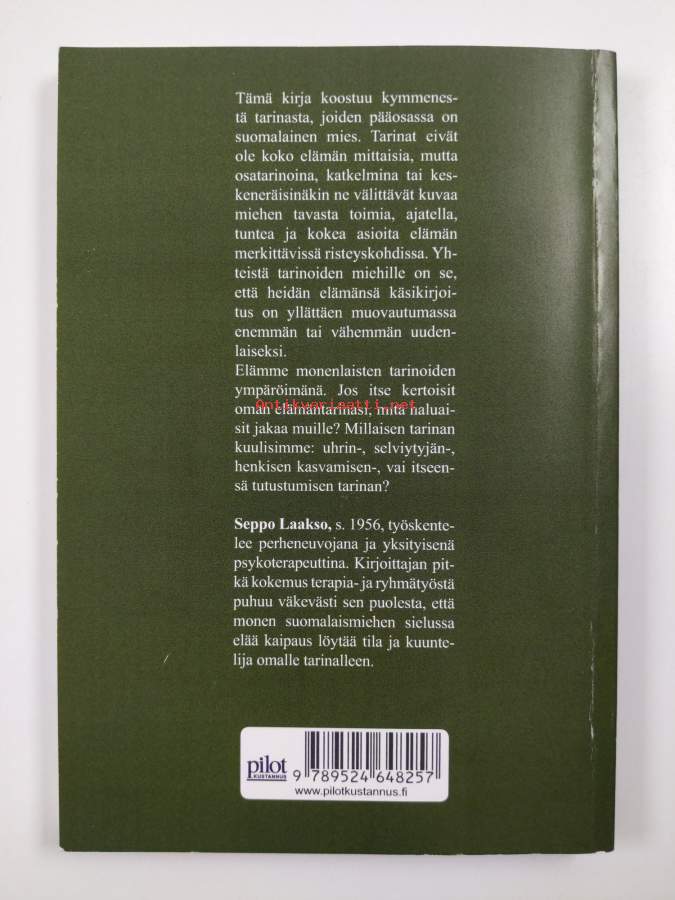 Tämä kirja koostuu kymmenes-
tä tarinasta, joiden pääosassa on
suomalainen mies. Tarinat eivät
ole koko elämän mittaisia, mutta
osatarinoina, katkelmina tai kes-
keneräisinäkin ne välittävät kuvaa
miehen tavasta toimia, ajatella,
tuntea ja kokea asioita elämän
merkittävissä risteyskohdissa. Yh-
teistä tarinoiden miehille on se,
että heidän elämänsä käsikirjoi-
tus on yllättäen muovautumassa
enemmän tai vähemmän uuden-
laiseksi.
Elämme monenlaisten tarinoiden
ympäröimänä. Jos itse kertoisit
Antikvariaatti.net
oman elämäntarinasi, mitä haluai-
sit jakaa muille? Millaisen tarinan
kuulisimme: uhrin-, selviytyjän-,
henkisen kasvamisen-, vai itseen-
sä tutustumisen tarinan?
Seppo Laakso, s. 1956, työskente-
lee perheneuvojana ja yksityisenä
psykoterapeuttina. Kirjoittajan pit-
kä kokemus terapia- ja ryhmätyöstä
puhuu väkevästi sen puolesta, että
monen suomalaismiehen sielussa
elää kaipaus löytää tila ja kuunte-
lija omalle tarinalleen.
pilot
KUSTANNUS
9 789524 648257
www.pilotkustannus.fi